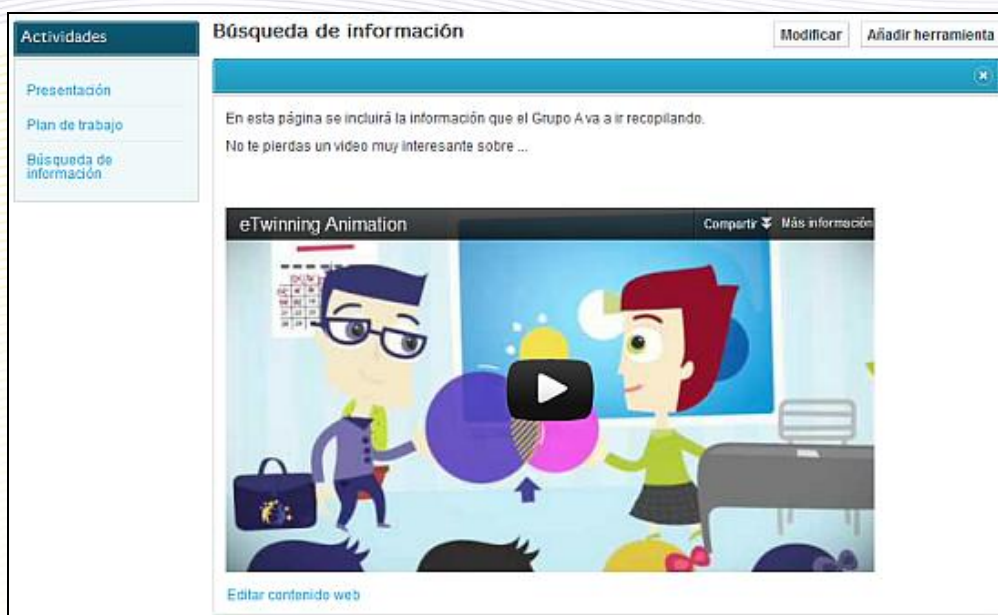 Actividades
Presentación
Plan de trabajo
Búsqueda de
información
Búsqueda de información
Modificar
Añadir herramienta
En esta página se incluirá la información que el Grupo A va a ir recopilando.
No te pierdas un video muy interesante sobre ...
eTwinning Animation
Compartir
Más información
Editar contenido web